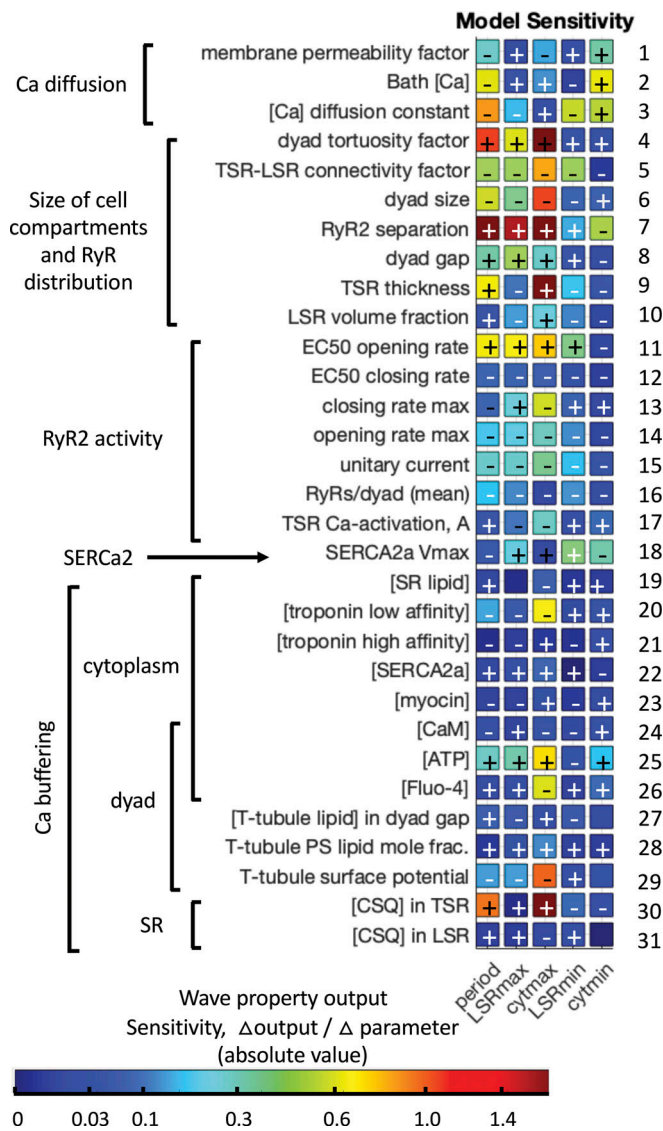 Model Sensitivity
Ca diffusion
membrane permeability factor - + - + + 1
Bath [Ca] - + + - + 2
[Ca] diffusion constant - - + - + 3
Size of cell
compartments
and RyR
distribution
dyad tortuosity factor + + + + + 4
TSR-LSR connectivity factor - - - - - 5
dyad size - - - - + 6
RyR2 separation + + + + - 7
dyad gap + + + + - 8
TSR thickness + - + - - 9
LSR volume fraction + - + - - 10
RyR2 activity
EC50 opening rate + + + + - 11
EC50 closing rate - - - - - 12
closing rate max - + - + + 13
opening rate max - - - - - 14
unitary current - - - - - 15
RyRs/dyad (mean) - - - - - 16
TSR Ca-activation, A + - - + + 17
SERCa2
SERCA2a Vmax - + + + - 18
Ca buffering
cytoplasm
[SR lipid] + - + + 19
[troponin low affinity] - - - + + 20
[troponin high affinity] - - + - + 21
[SERCA2a] + + + + - 22
[myocin] - - + - + 23
dyad
[CaM] - + - - + 24
[ATP] + + + - + 25
[Fluo-4] + + - + + 26
[T-tubule lipid] in dyad gap + - + - 27
T-tubule PS lipid mole frac. + + + + + 28
T-tubule surface potential - - - + 29
SR
[CSQ] in TSR + + + - - 30
[CSQ] in LSR + + - + 31
period LSRmax cytmax LSRmin cytmin
Wave property output
Sensitivity, △output / △ parameter
(absolute value)
0 0.03 0.1 0.3 0.6 1.0 1.4